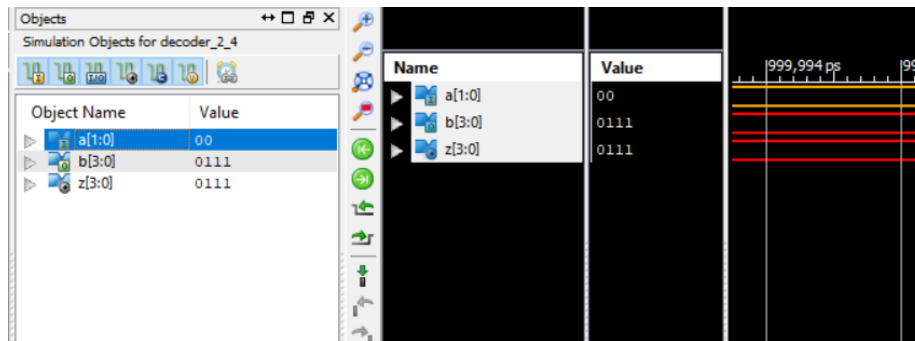 Objects
Simulation Objects for decoder_2_4
Object Name Value
a[1:0] 00
b[3:0] 0111
z[3:0] 0111
Name Value
a[1:0] 00
b[3:0] 0111
z[3:0] 0111
999,994 ps
99